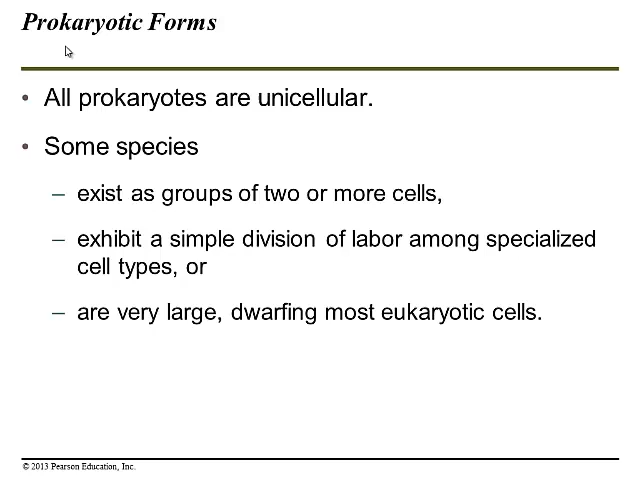 Prokaryotic Forms
• All prokaryotes are unicellular.
• Some species
– exist as groups of two or more cells,
– exhibit a simple division of labor among specialized
cell types, or
– are very large, dwarfing most eukaryotic cells.
© 2013 Pearson Education, Inc.